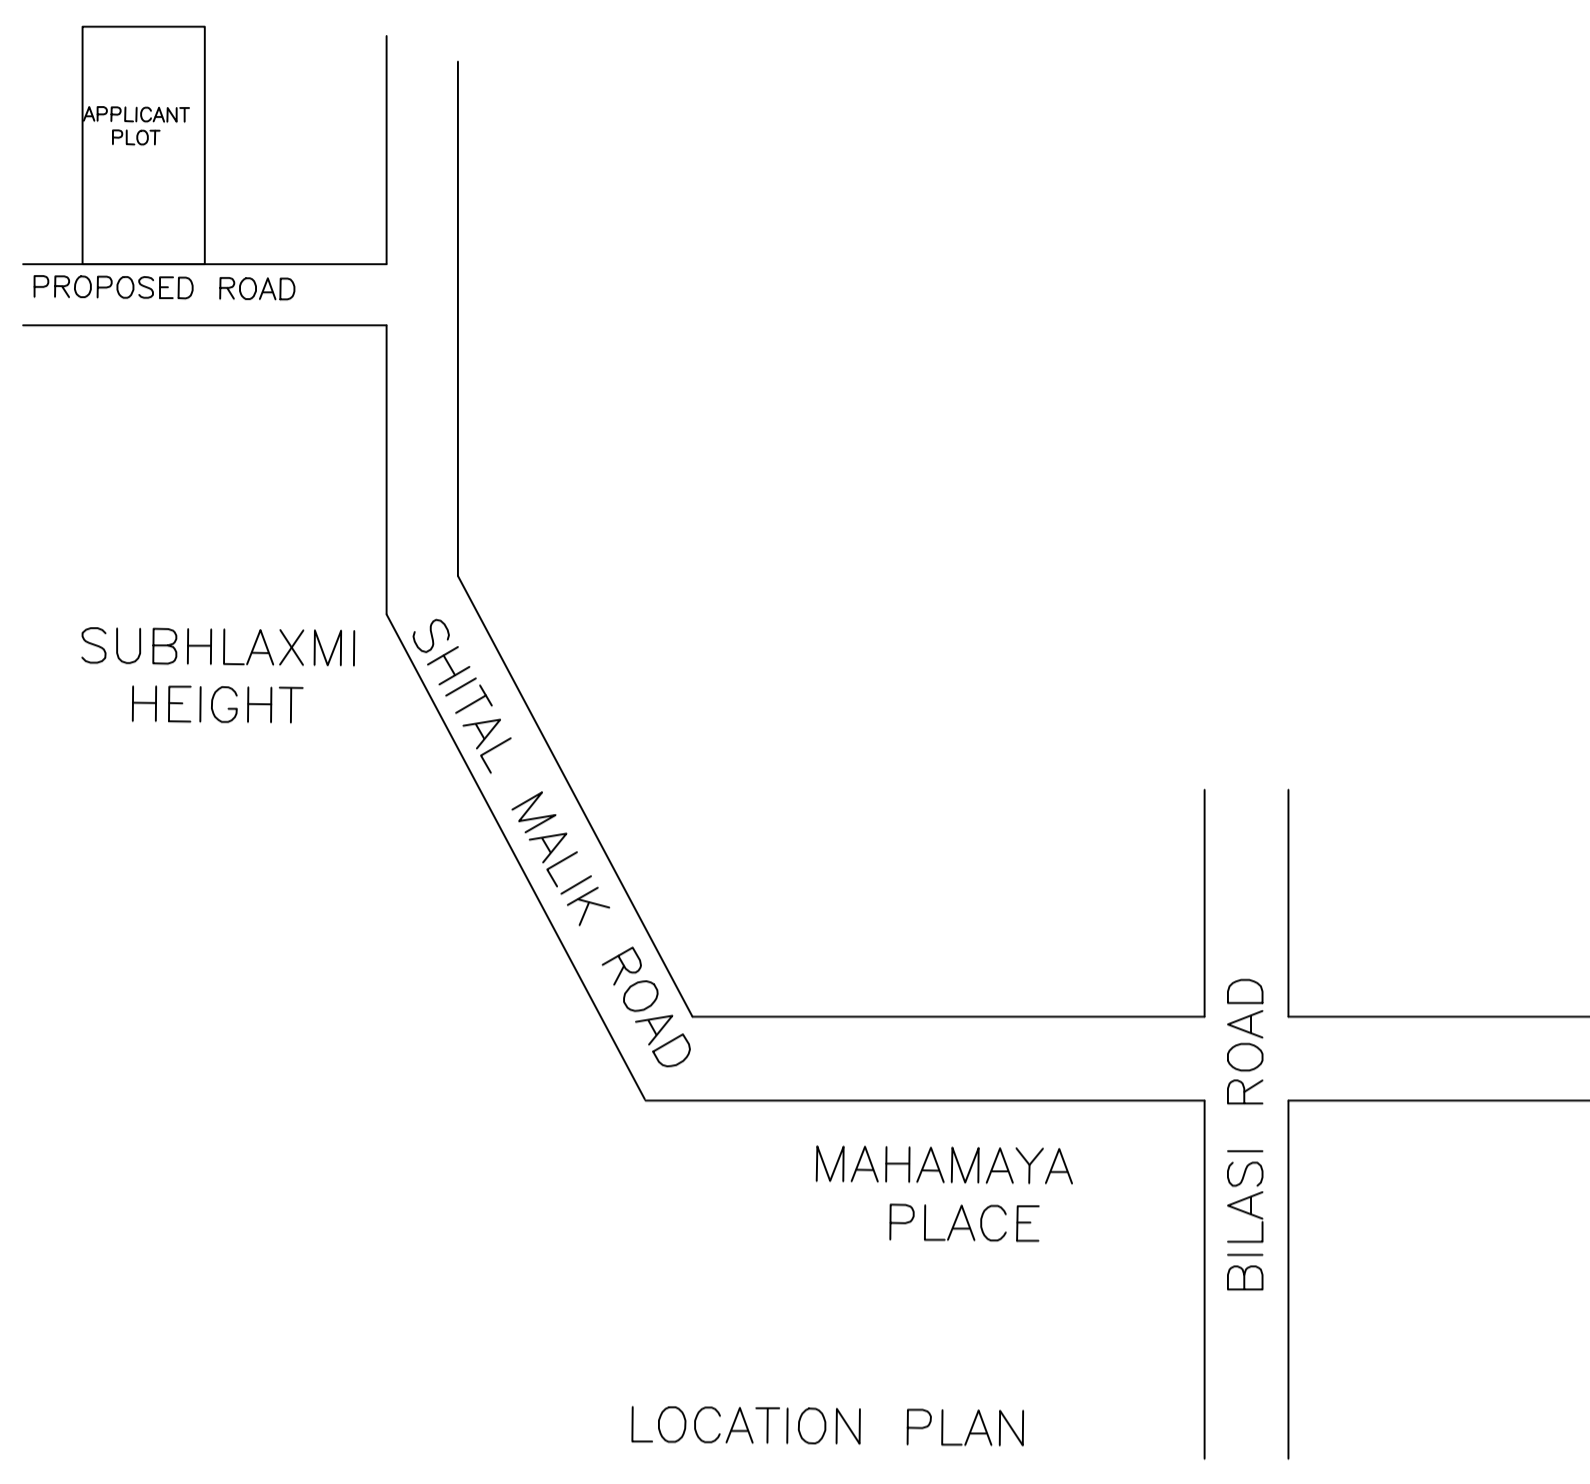 APPLICANT
PLOT
PROPOSED ROAD
SUBHLAXMI
HEIGHT
SHITAL MALIK ROAD
BILASI ROAD
MAHAMAYA
PLACE
LOCATION PLAN